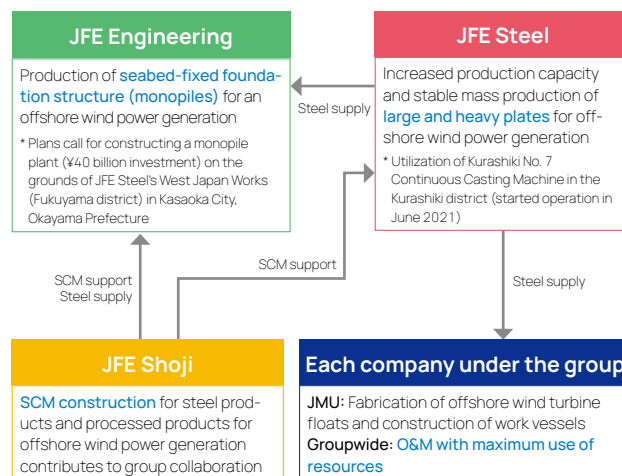 JFE Engineering
Production of seabed-fixed founda-
tion structure (monopiles) for an
offshore wind power generation
* Plans call for constructing a monopile
plant (¥40 billion investment) on the
grounds of JFE Steel's West Japan Works
(Fukuyama district) in Kasaoka City,
Okayama Prefecture
Steel supply
JFE Steel
Increased production capacity
and stable mass production of
large and heavy plates for off-
shore wind power generation
* Utilization of Kurashiki No. 7
Continuous Casting Machine in the
Kurashiki district (started operation in
June 2021)
SCM support
Steel supply
SCM support
Steel supply
JFE Shoji
SCM construction for steel prod-
ucts and processed products for
offshore wind power generation
contributes to group collaboration
Each company under the group
JMU: Fabrication of offshore wind turbine
floats and construction of work vessels
Groupwide: O&M with maximum use of
resources